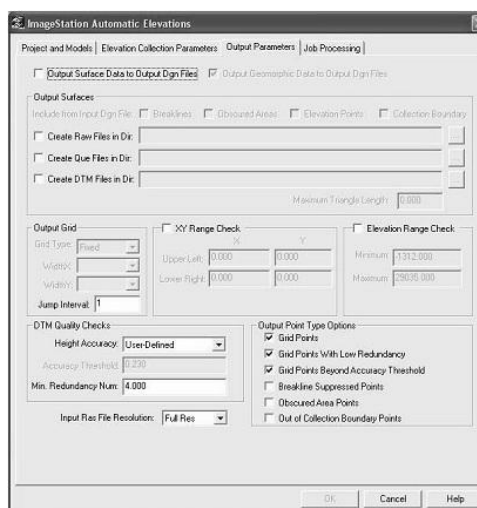 ImageStation Automatic Elevations
Project and Models | Elevation Collection Parameters | Output Parameters | Job Processing
Output Surface Data to Output Dgn Files Output Geomorphic Data to Output Dgn Files
Output Surfaces
Include from Input Dgn File: Breaklines Obscured Areas Elevation Points Collection Boundary
Create Raw Files in Dir:
Create Que Files in Dir:
Create DTM Files in Dir:
Maximum Triangle Length: 0.000
Output Grid
Grid Type: Fixed
WidthX:
WidthY:
Jump Interval: 1
XY Range Check
X Y
Upper Left: 0.000 0.000
Lower Right: 0.000 0.000
Elevation Range Check
Minimum: -1312.000
Maximum: 29035.000
DTM Quality Checks
Height Accuracy: User-Defined
Accuracy Threshold: 0.230
Min. Redundancy Num: 4.000
Input Ras File Resolution: Full Res
Output Point Type Options
Grid Points
Grid Points With Low Redundancy
Grid Points Beyond Accuracy Threshold
Breakline Suppressed Points
Obscured Area Points
Out of Collection Boundary Points
OK Cancel Help